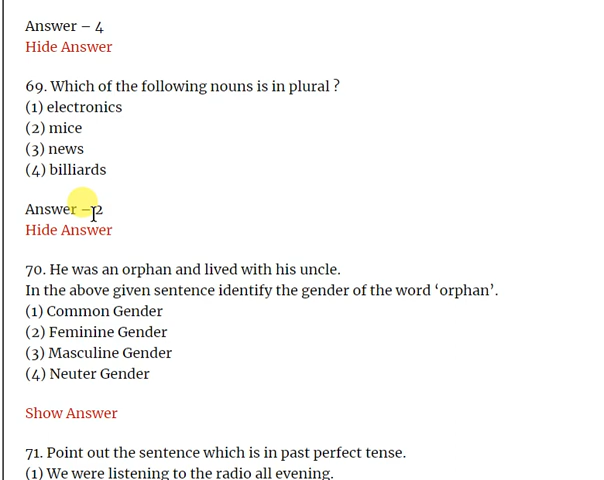 Answer – 4
Hide Answer
69. Which of the following nouns is in plural ?
(1) electronics
(2) mice
(3) news
(4) billiards
Answer – 2
Hide Answer
70. He was an orphan and lived with his uncle.
In the above given sentence identify the gender of the word ‘orphan’.
(1) Common Gender
(2) Feminine Gender
(3) Masculine Gender
(4) Neuter Gender
Show Answer
71. Point out the sentence which is in past perfect tense.
(1) We were listening to the radio all evening.